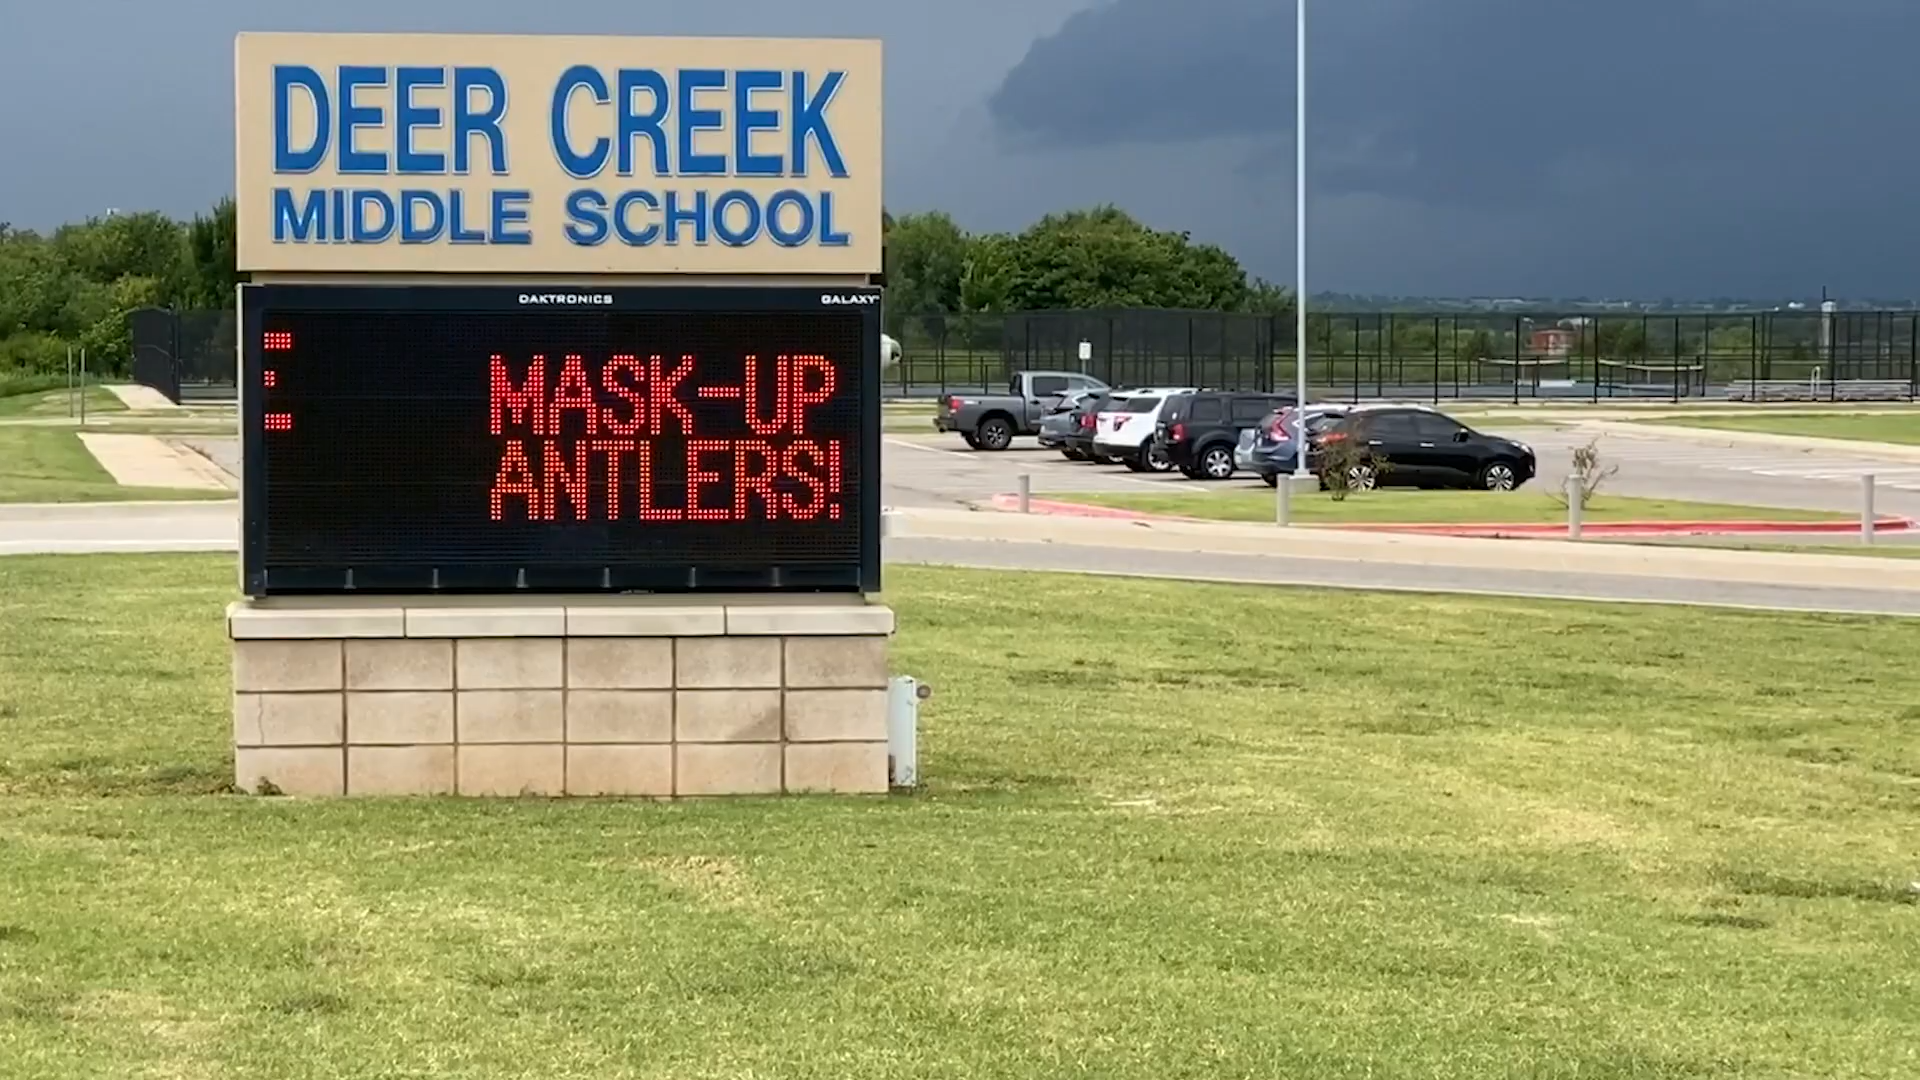 DEER CREEK
MIDDLE SCHOOL
DAKTRONICS GALAXY
MASK-UP
ANTLERS!